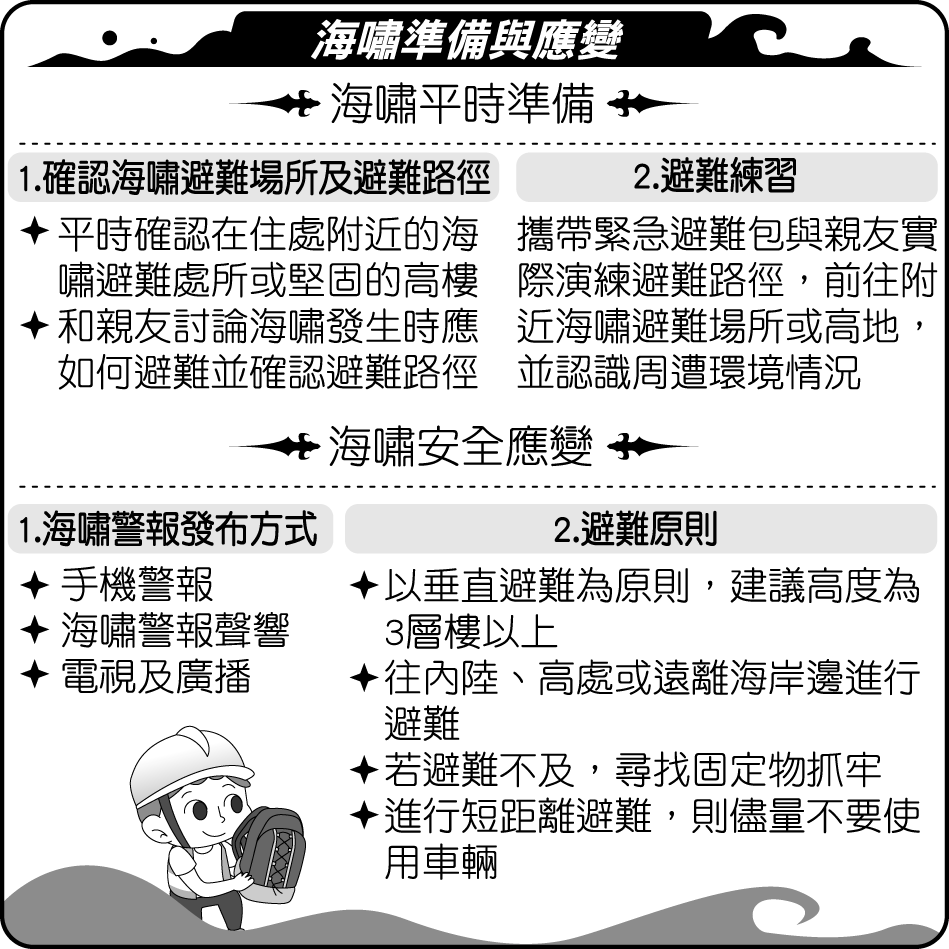 海嘯準備與應變
海嘯平時準備
1.確認海嘯避難場所及避難路徑
✦ 平時確認在住處附近的海
嘯避難處所或堅固的高樓
✦ 和親友討論海嘯發生時應
如何避難並確認避難路徑
2.避難練習
攜帶緊急避難包與親友實
際演練避難路徑，前往附
近海嘯避難場所或高地，
並認識周遭環境情況
海嘯安全應變
1.海嘯警報發布方式
✦ 手機警報
✦ 海嘯警報聲響
✦ 電視及廣播
2.避難原則
✦以垂直避難為原則，建議高度為
3層樓以上
✦往內陸、高處或遠離海岸邊進行
避難
✦若避難不及，尋找固定物抓牢
✦進行短距離避難，則儘量不要使
用車輛